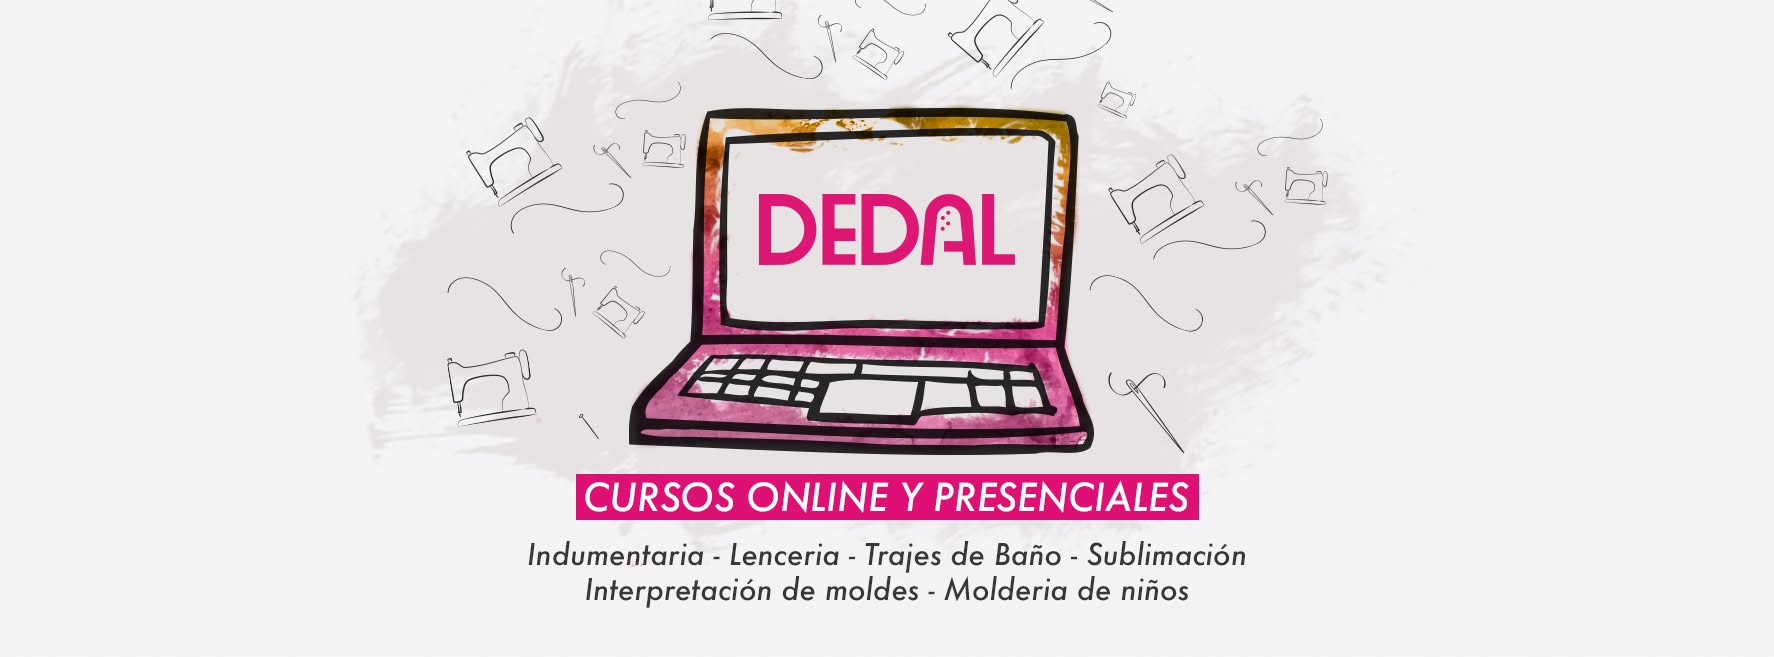 DEDAL
CURSOS ONLINE Y PRESENCIALES
Indumentaria - Lenceria - Trajes de Baño - Sublimación
Interpretación de moldes - Molderia de niños